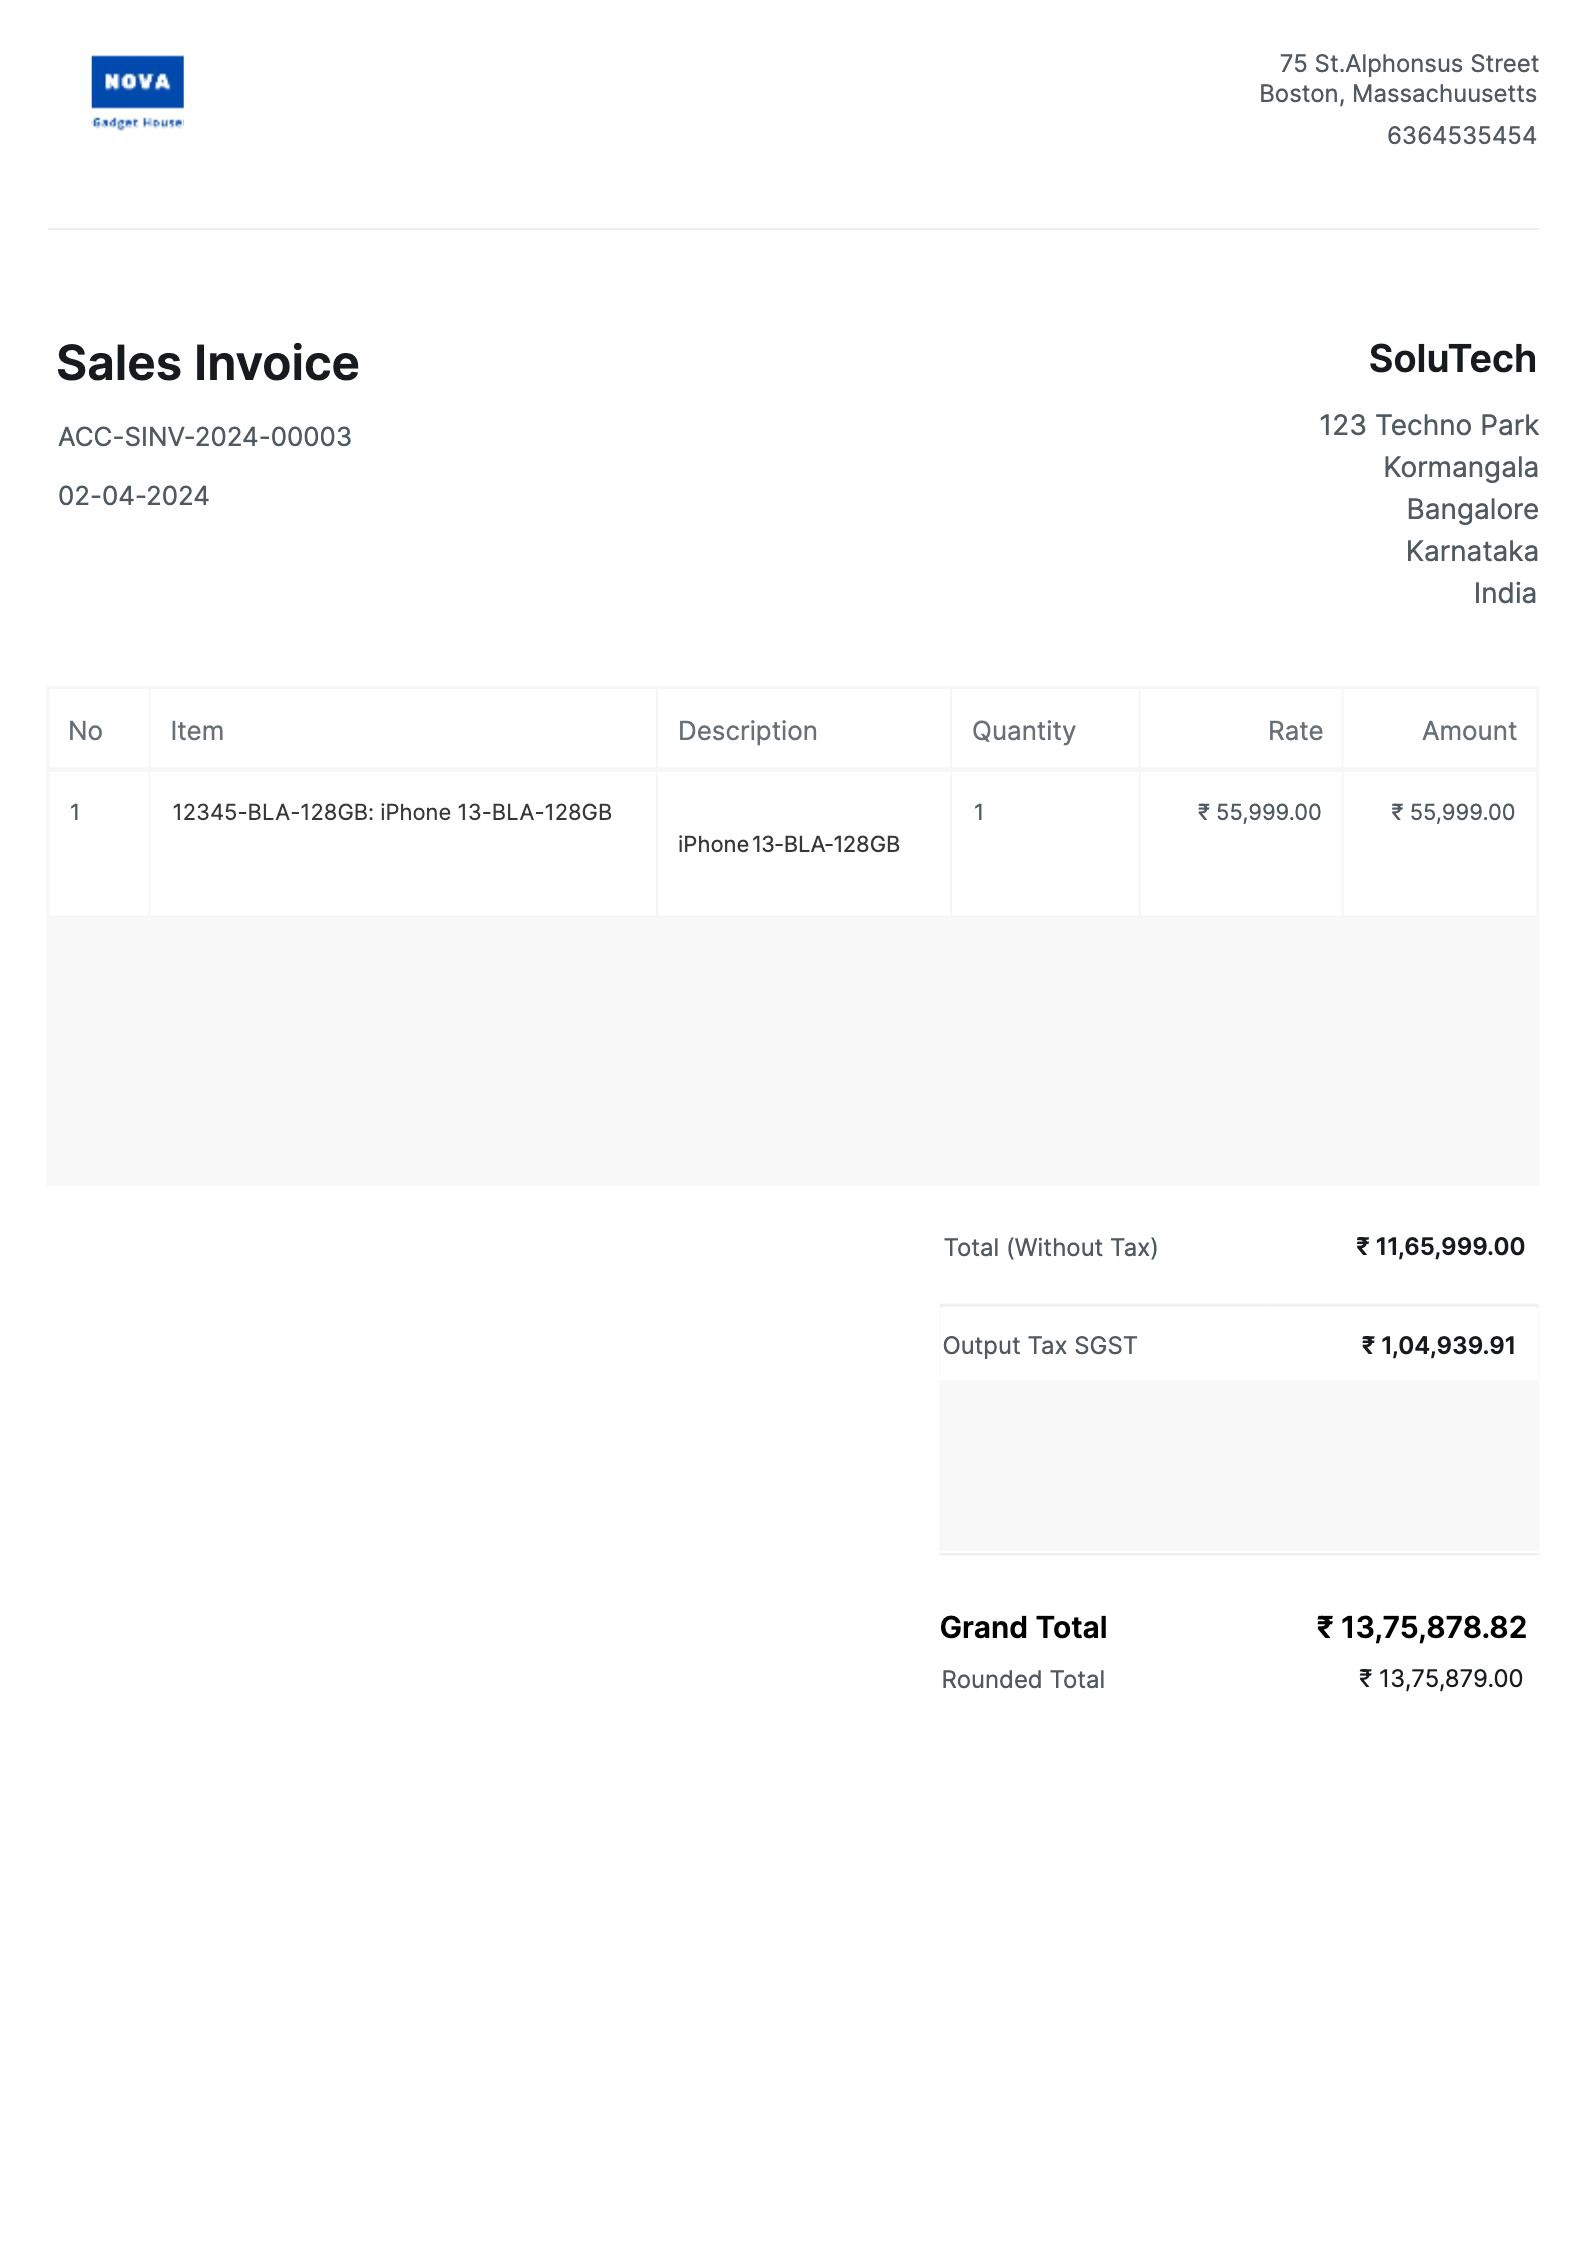 NOVA
Gadget House
75 St.Alphonsus Street
Boston, Massachuusetts
6364535454
Sales Invoice
ACC-SINV-2024-00003
02-04-2024
SoluTech
123 Techno Park
Kormangala
Bangalore
Karnataka
India
No Item Description Quantity Rate Amount
1 12345-BLA-128GB: iPhone 13-BLA-128GB 1 ₹ 55,999.00 ₹ 55,999.00
iPhone 13-BLA-128GB
Total (Without Tax) ₹ 11,65,999.00
Output Tax SGST ₹ 1,04,939.91
Grand Total ₹ 13,75,878.82
Rounded Total ₹ 13,75,879.00